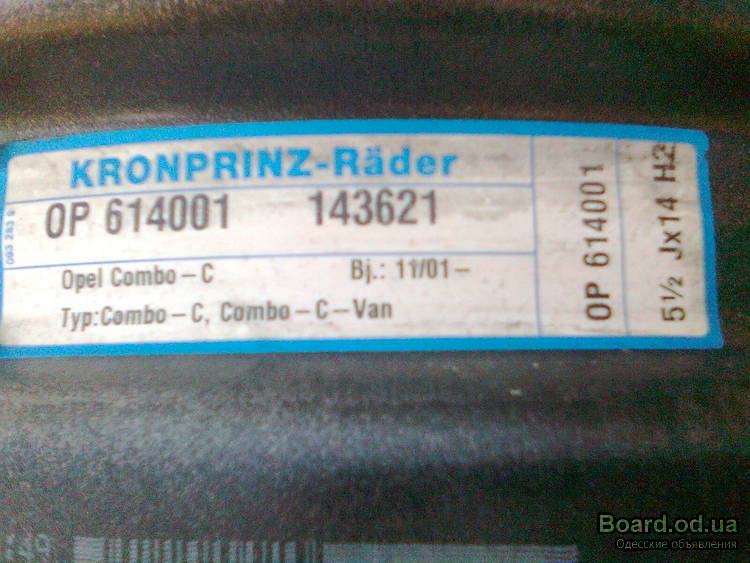 KRONPRINZ-Räder
OP 614001 143621
Opel Combo-C Bj.: 11/01-
Typ:Combo-C, Combo-C-Van
OP 614001
5½ Jx14 H2
Board.od.ua
Одесские объявления